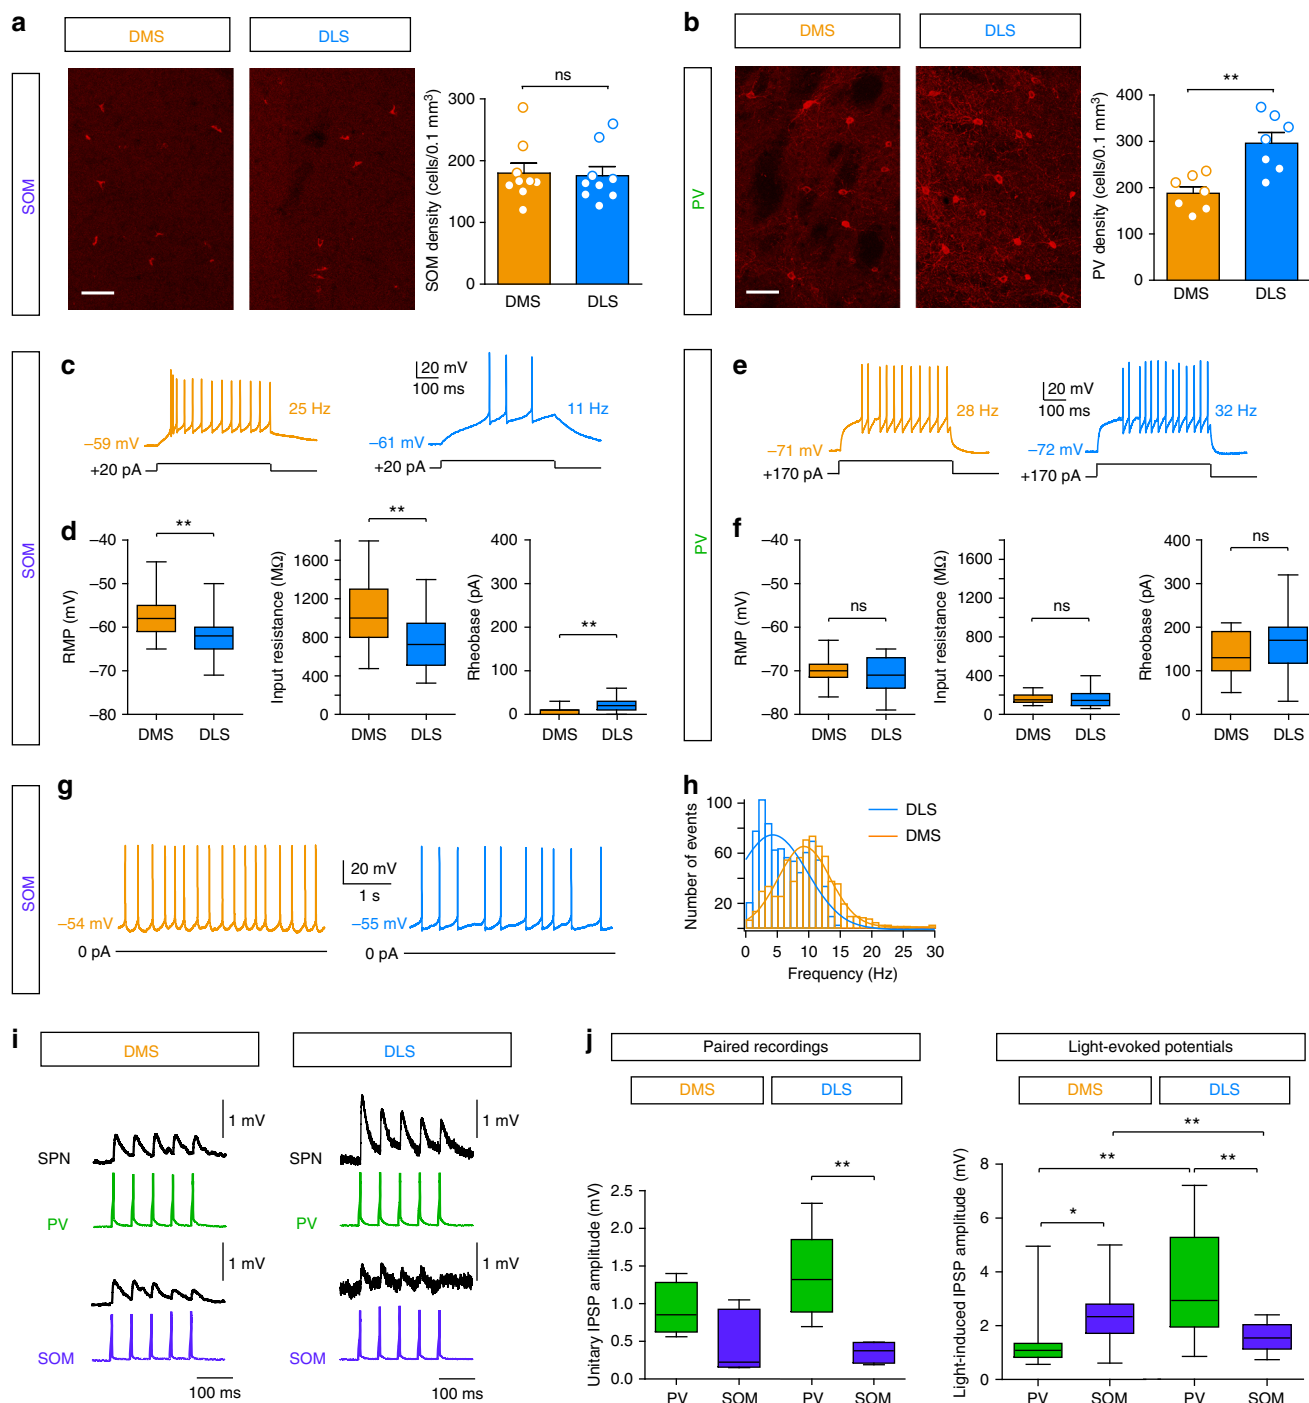 a
DMS
DLS
SOM
ns
SOM density (cells/0.1 mm³)
300
200
100
0
DMS
DLS
b
DMS
DLS
PV
**
PV density (cells/0.1 mm³)
400
300
200
100
0
DMS
DLS
SOM
c
25 Hz
–59 mV
+20 pA
20 mV
100 ms
11 Hz
–61 mV
+20 pA
d
**
RMP (mV)
–40
–50
–60
–70
–80
DMS
DLS
**
Input resistance (MΩ)
1600
1200
800
400
0
DMS
DLS
**
Rheobase (pA)
400
300
200
100
0
DMS
DLS
PV
e
28 Hz
–71 mV
+170 pA
20 mV
100 ms
32 Hz
–72 mV
+170 pA
f
ns
RMP (mV)
–40
–50
–60
–70
–80
DMS
DLS
ns
Input resistance (MΩ)
1600
1200
800
400
0
DMS
DLS
ns
Rheobase (pA)
400
300
200
100
0
DMS
DLS
SOM
g
–54 mV
0 pA
20 mV
1 s
–55 mV
0 pA
h
Number of events
100
60
20
DLS
DMS
0 5 10 15 20 25 30
Frequency (Hz)
i
DMS
DLS
1 mV
SPN
PV
1 mV
SOM
100 ms
1 mV
SPN
PV
1 mV
SOM
100 ms
j
Paired recordings
DMS
DLS
**
Unitary IPSP amplitude (mV)
2.5
2.0
1.5
1.0
0.5
0.0
PV
SOM
PV
SOM
Light-evoked potentials
DMS
DLS
**
**
**
*
Light-induced IPSP amplitude (mV)
8
6
4
2
0
PV
SOM
PV
SOM